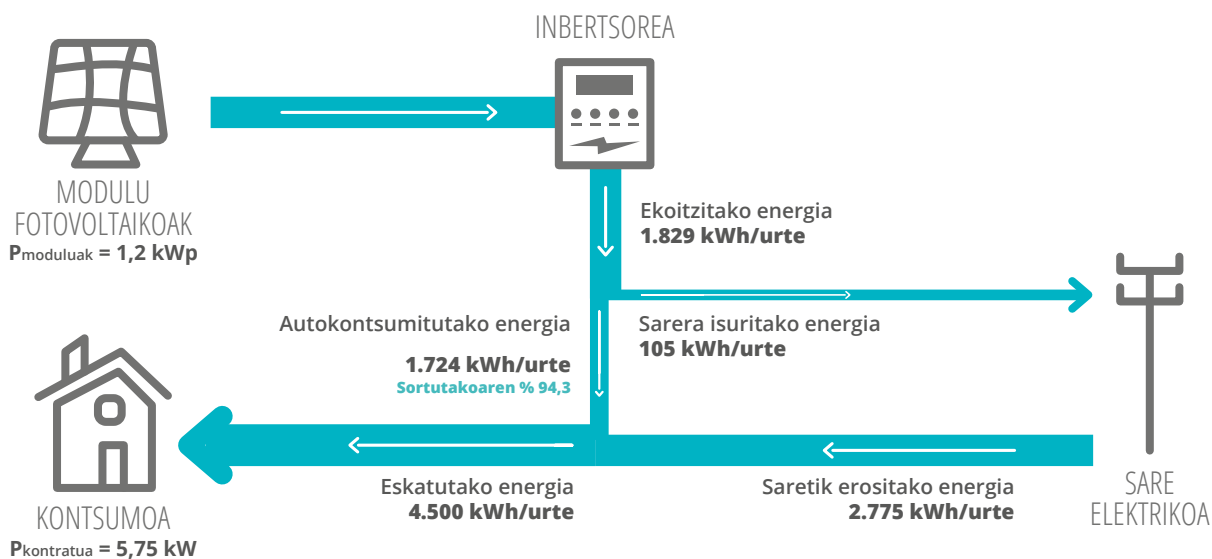 INBERTSOREA
MODULU
FOTOVOLTAIKOAK
Pmoduluak = 1,2 kWp
Ekoitzitako energia
1.829 kWh/urte
Autokontsumitutako energia
1.724 kWh/urte
Sortutakoaren % 94,3
Sarera isuritako energia
105 kWh/urte
Eskatutako energia
4.500 kWh/urte
Saretik erositako energia
2.775 kWh/urte
SARE
ELEKTRIKOA
KONTSUMOA
Pkontratua = 5,75 kW